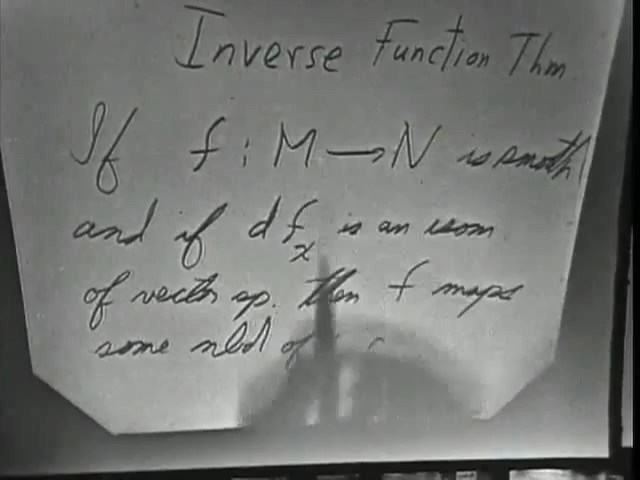 Inverse Function Thm
If f : M → N is smooth
and if df_x is an isom
of vector sp. then f maps
some nbd of